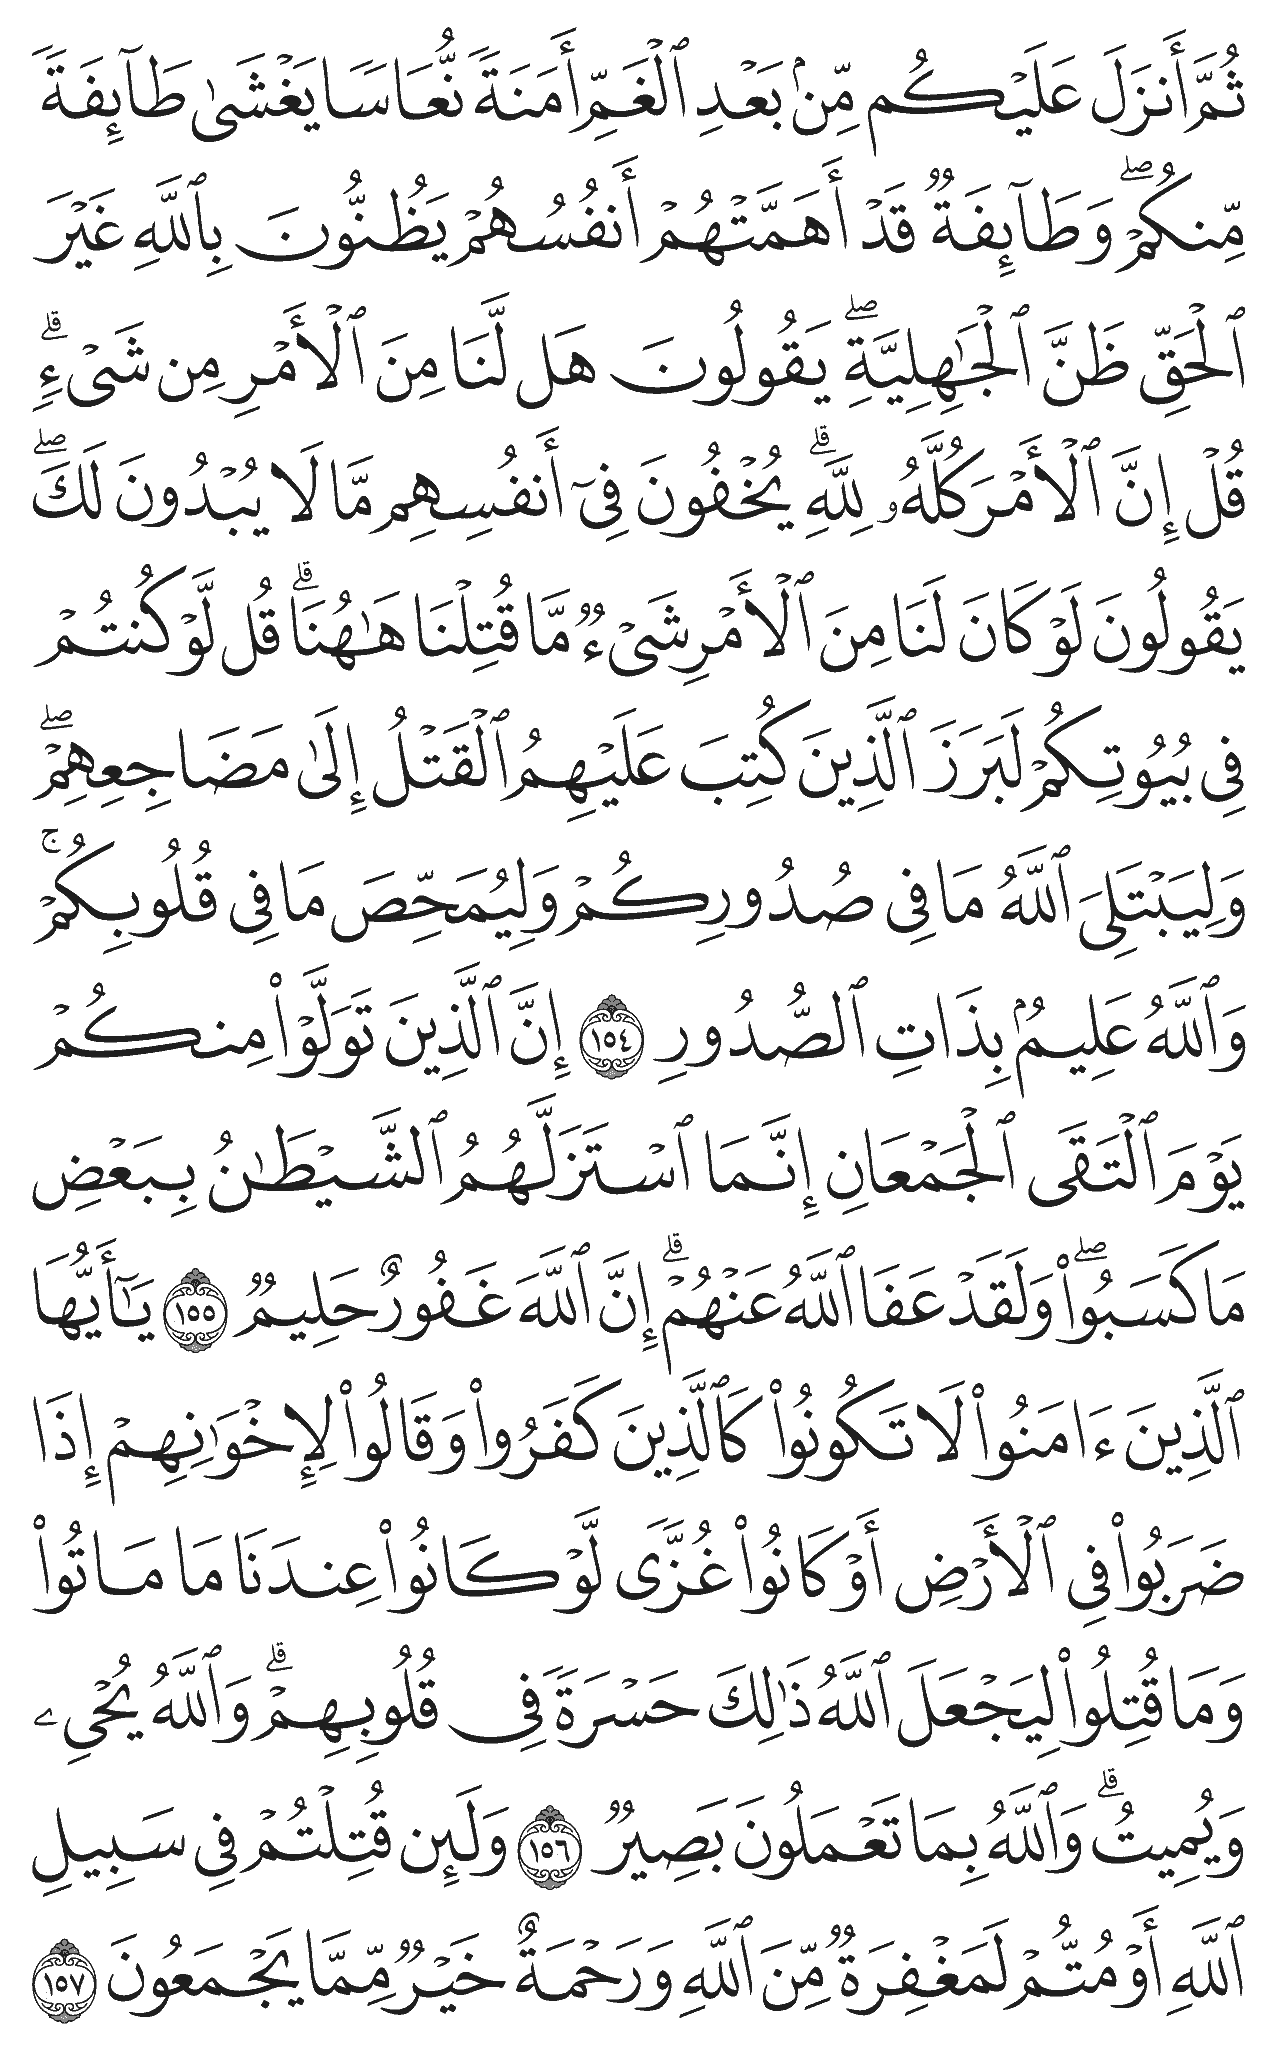 ثُمَّ أَنزَلَ عَلَيۡكُم مِّنۢ بَعۡدِ ٱلۡغَمِّ أَمَنَةٗ نُّعَاسٗا يَغۡشَىٰ طَآئِفَةٗ
مِّنكُمۡۖ وَطَآئِفَةٞ قَدۡ أَهَمَّتۡهُمۡ أَنفُسُهُمۡ يَظُنُّونَ بِٱللَّهِ غَيۡرَ
ٱلۡحَقِّ ظَنَّ ٱلۡجَٰهِلِيَّةِۖ يَقُولُونَ هَل لَّنَا مِنَ ٱلۡأَمۡرِ مِن شَيۡءٖۗ
قُلۡ إِنَّ ٱلۡأَمۡرَ كُلَّهُۥ لِلَّهِۗ يُخۡفُونَ فِيٓ أَنفُسِهِم مَّا لَا يُبۡدُونَ لَكَۖ
يَقُولُونَ لَوۡ كَانَ لَنَا مِنَ ٱلۡأَمۡرِ شَيۡءٞ مَّا قُتِلۡنَا هَٰهُنَاۗ قُل لَّوۡ كُنتُمۡ
فِي بُيُوتِكُمۡ لَبَرَزَ ٱلَّذِينَ كُتِبَ عَلَيۡهِمُ ٱلۡقَتۡلُ إِلَىٰ مَضَاجِعِهِمۡۖ
وَلِيَبۡتَلِيَ ٱللَّهُ مَا فِي صُدُورِكُمۡ وَلِيُمَحِّصَ مَا فِي قُلُوبِكُمۡۚ
وَٱللَّهُ عَلِيمُۢ بِذَاتِ ٱلصُّدُورِ ١٥٤ إِنَّ ٱلَّذِينَ تَوَلَّوۡاْ مِنكُمۡ
يَوۡمَ ٱلۡتَقَى ٱلۡجَمۡعَانِ إِنَّمَا ٱسۡتَزَلَّهُمُ ٱلشَّيۡطَٰنُ بِبَعۡضِ
مَا كَسَبُواْۖ وَلَقَدۡ عَفَا ٱللَّهُ عَنۡهُمۡۗ إِنَّ ٱللَّهَ غَفُورٌ حَلِيمٞ ١٥٥ يَٰٓأَيُّهَا
ٱلَّذِينَ ءَامَنُواْ لَا تَكُونُواْ كَٱلَّذِينَ كَفَرُواْ وَقَالُواْ لِإِخۡوَٰنِهِمۡ إِذَا
ضَرَبُواْ فِي ٱلۡأَرۡضِ أَوۡ كَانُواْ غُزّٗى لَّوۡ كَانُواْ عِندَنَا مَا مَاتُواْ
وَمَا قُتِلُواْ لِيَجۡعَلَ ٱللَّهُ ذَٰلِكَ حَسۡرَةٗ فِي قُلُوبِهِمۡۗ وَٱللَّهُ يُحۡيِۦ
وَيُمِيتُۗ وَٱللَّهُ بِمَا تَعۡمَلُونَ بَصِيرٞ ١٥٦ وَلَئِن قُتِلۡتُمۡ فِي سَبِيلِ
ٱللَّهِ أَوۡ مُتُّمۡ لَمَغۡفِرَةٞ مِّنَ ٱللَّهِ وَرَحۡمَةٌ خَيۡرٞ مِّمَّا يَجۡمَعُونَ ١٥٧